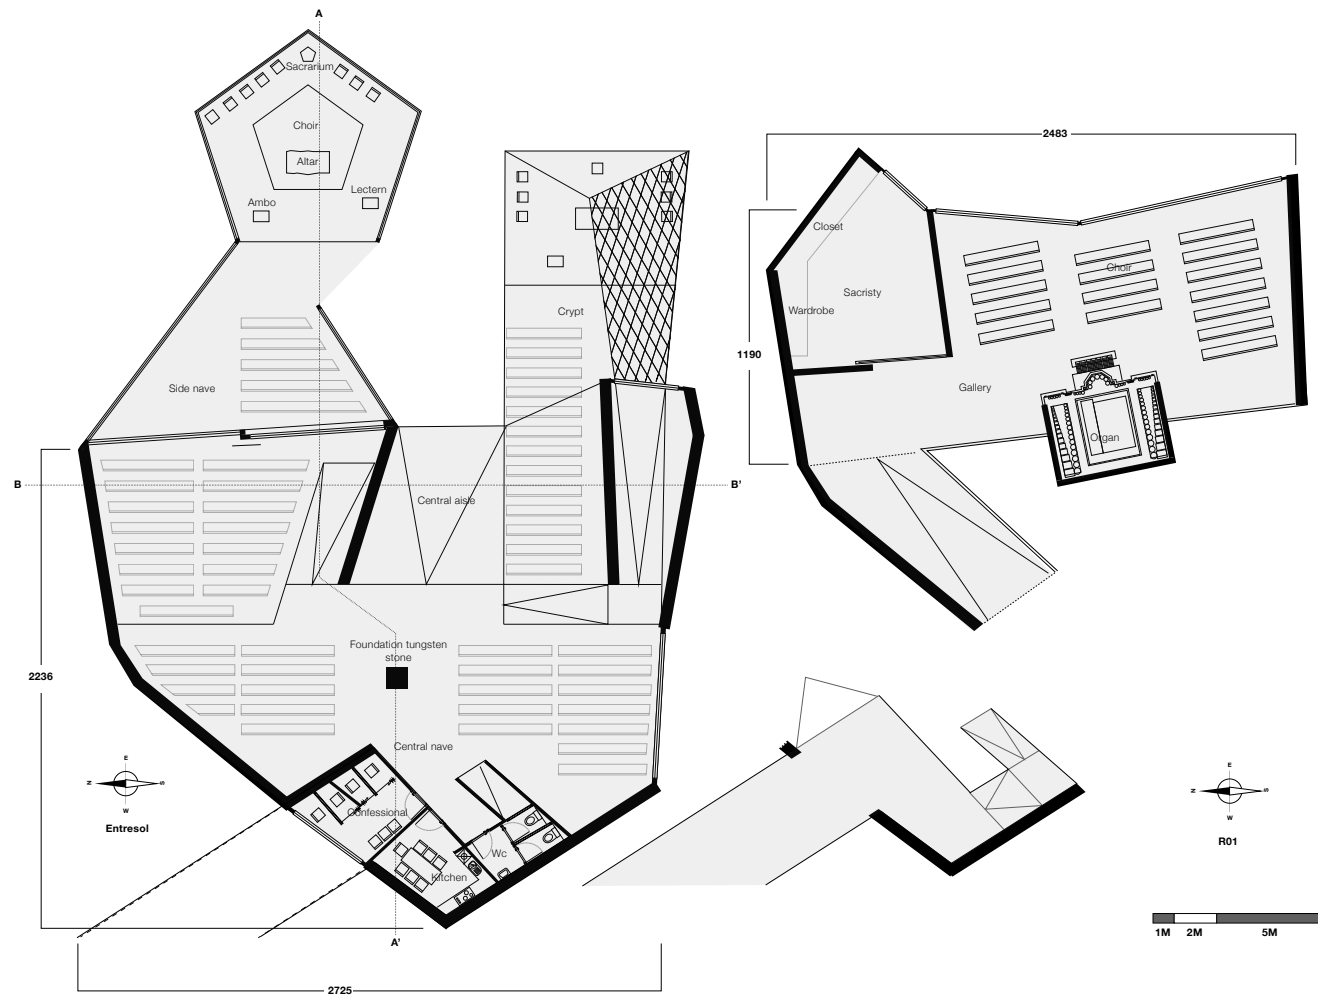 A
Sacrarium
Choir
Altar
Lectern
Ambo
Side nave
Crypt
B
B'
Central aisle
Foundation tungsten
stone
2236
Central nave
E
N
S
W
Entresol
Confessional
Wc
Kitchen
A'
2725
2483
Closet
Choir
Sacristy
Wardrobe
1190
Gallery
Organ
E
N
S
W
R01
1M 2M 5M